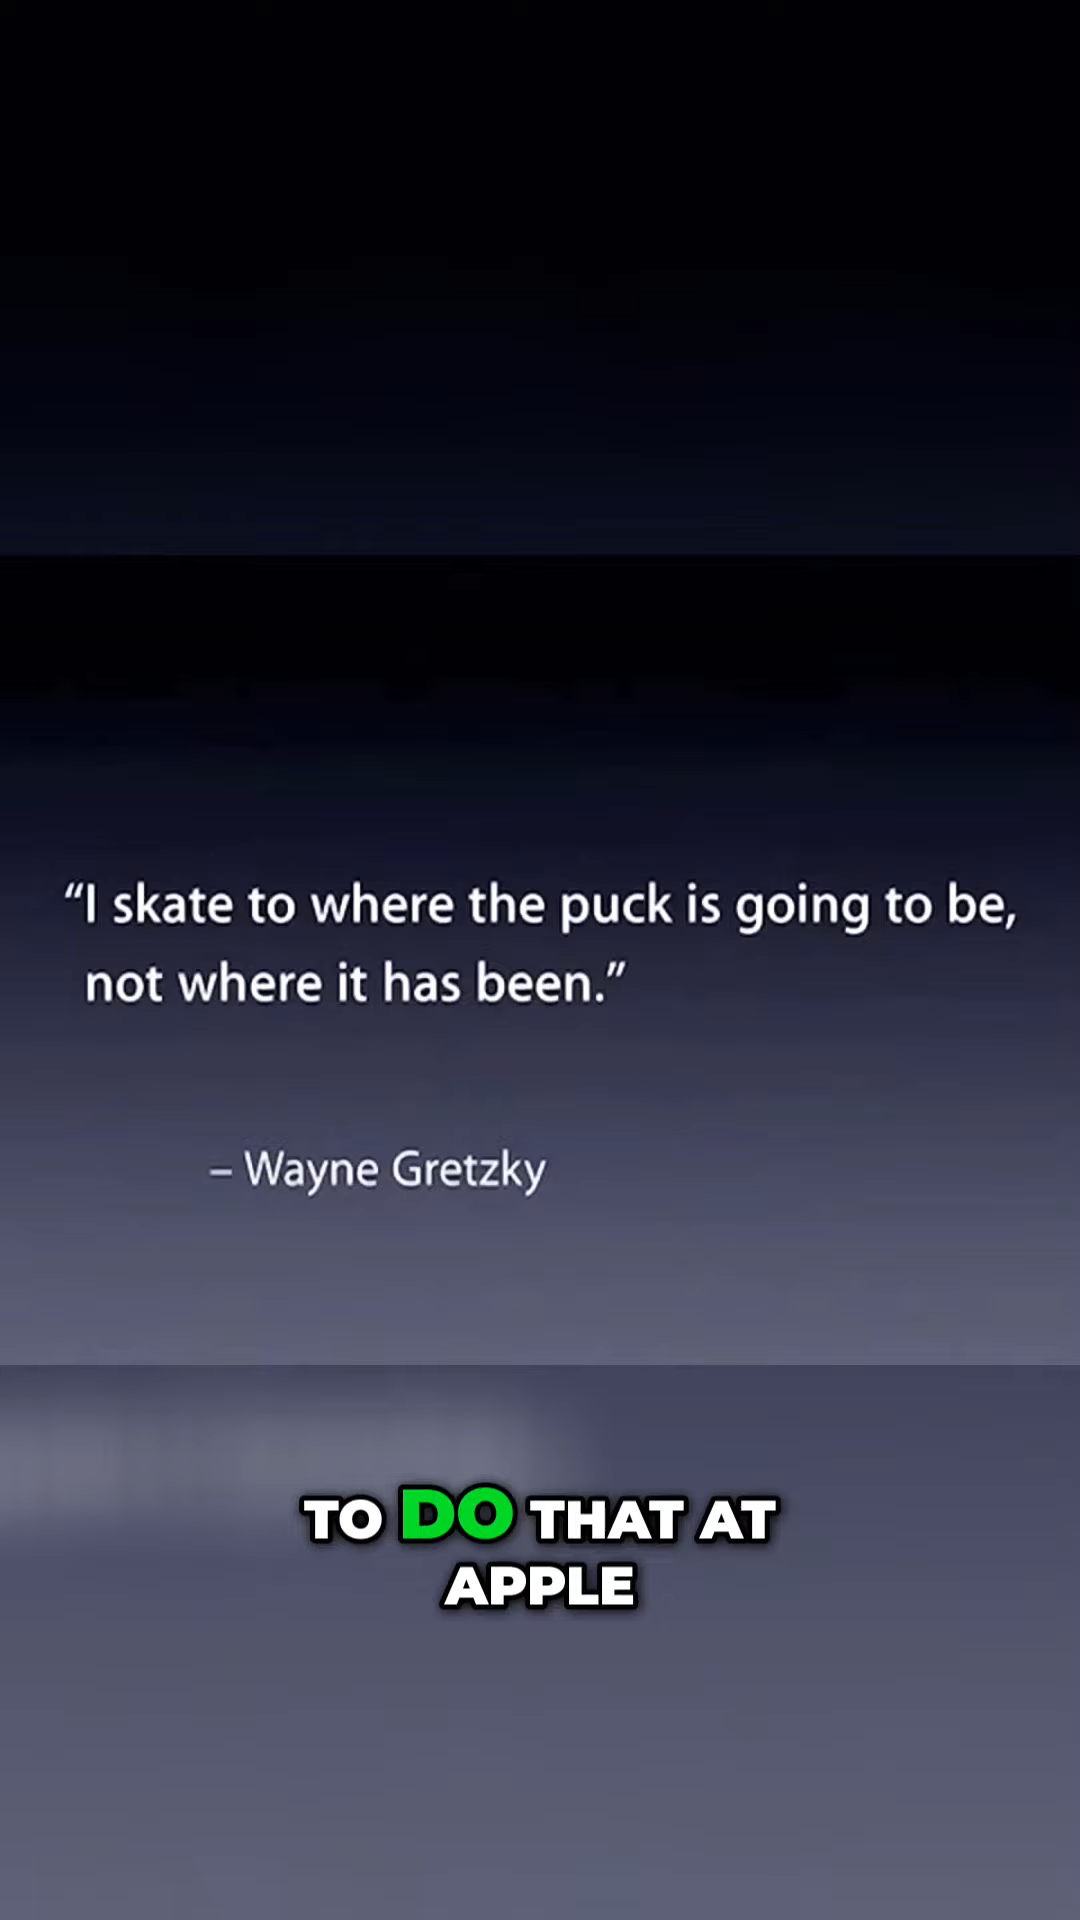 “I skate to where the puck is going to be,
not where it has been.”
– Wayne Gretzky
TO DO THAT AT
APPLE